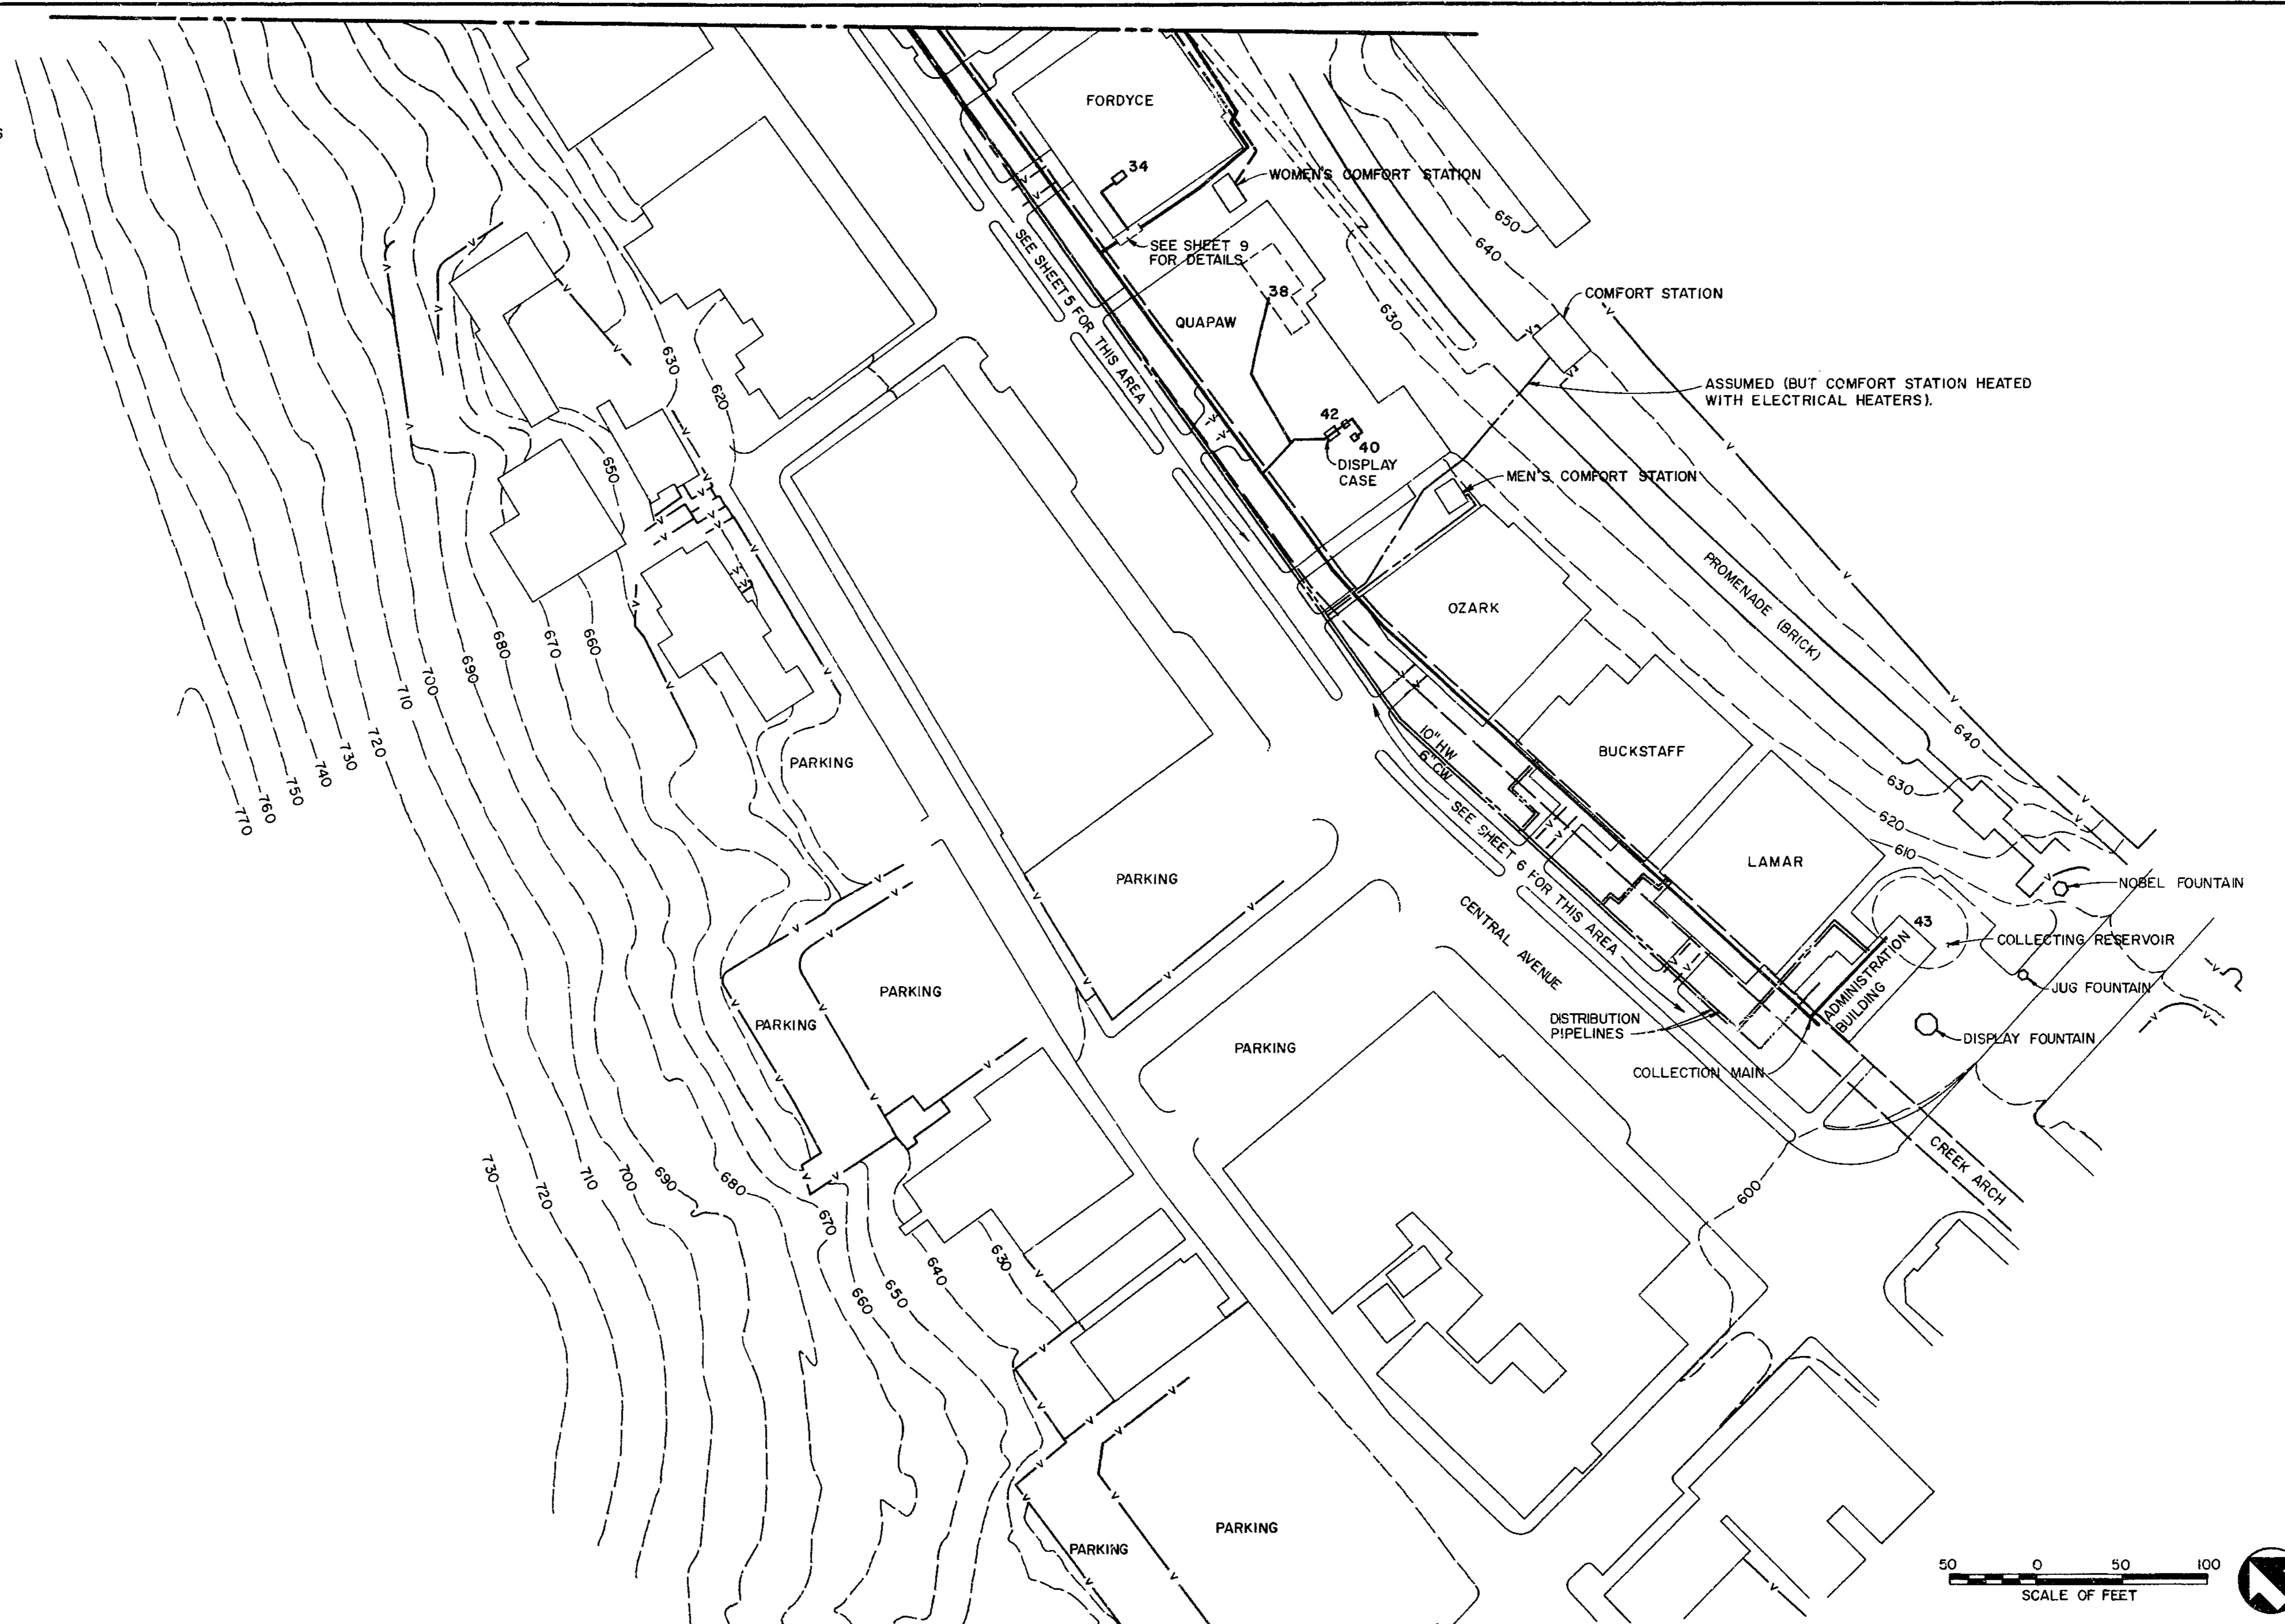 FORDYCE
34
WOMEN'S COMFORT STATION
650
640
SEE SHEET 9
FOR DETAILS
SEE SHEET 5 FOR THIS AREA
38
QUAPAW
630
COMFORT STATION
ASSUMED (BUT COMFORT STATION HEATED
WITH ELECTRICAL HEATERS).
42
40
DISPLAY
CASE
MEN'S COMFORT STATION
630
620
650
OZARK
PROMENADE (BRICK)
660
670
680
690
700
710
720
730
740
750
760
770
PARKING
10" HW
6" CW
BUCKSTAFF
640
630
620
610
SEE SHEET 6 FOR THIS AREA
LAMAR
PARKING
NOBEL FOUNTAIN
CENTRAL AVENUE
43
COLLECTING RESERVOIR
ADMINISTRATION
BUILDING
JUG FOUNTAIN
PARKING
PARKING
DISTRIBUTION
PIPELINES
DISPLAY FOUNTAIN
PARKING
COLLECTION MAIN
CREEK ARCH
600
730
720
710
700
690
680
670
660
650
640
630
PARKING
PARKING
50 0 50 100
SCALE OF FEET